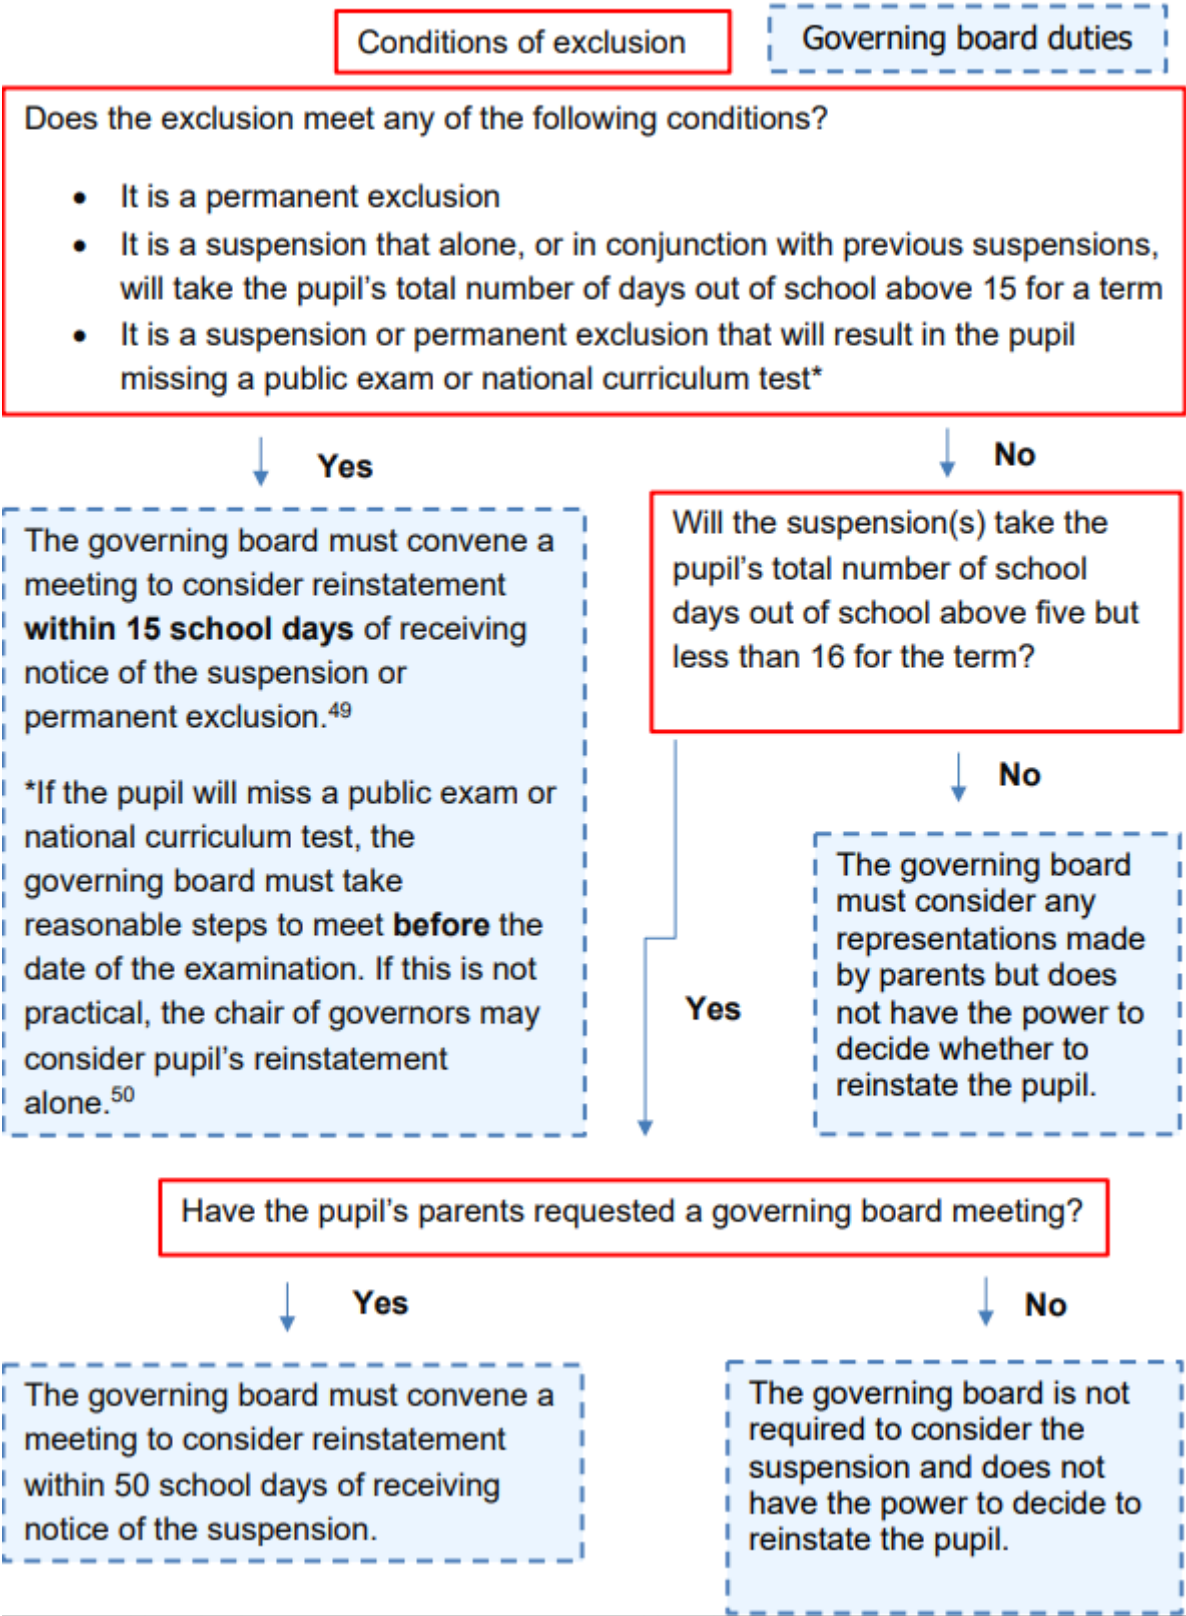 Conditions of exclusion
Governing board duties
Does the exclusion meet any of the following conditions?
• It is a permanent exclusion
• It is a suspension that alone, or in conjunction with previous suspensions,
will take the pupil’s total number of days out of school above 15 for a term
• It is a suspension or permanent exclusion that will result in the pupil
missing a public exam or national curriculum test*
Yes
No
The governing board must convene a
meeting to consider reinstatement
within 15 school days of receiving
notice of the suspension or
permanent exclusion.49
*If the pupil will miss a public exam or
national curriculum test, the
governing board must take
reasonable steps to meet before the
date of the examination. If this is not
practical, the chair of governors may
consider pupil’s reinstatement
alone.50
Will the suspension(s) take the
pupil’s total number of school
days out of school above five but
less than 16 for the term?
No
The governing board
must consider any
representations made
by parents but does
not have the power to
decide whether to
reinstate the pupil.
Yes
Have the pupil’s parents requested a governing board meeting?
Yes
No
The governing board must convene a
meeting to consider reinstatement
within 50 school days of receiving
notice of the suspension.
The governing board is not
required to consider the
suspension and does not
have the power to decide to
reinstate the pupil.